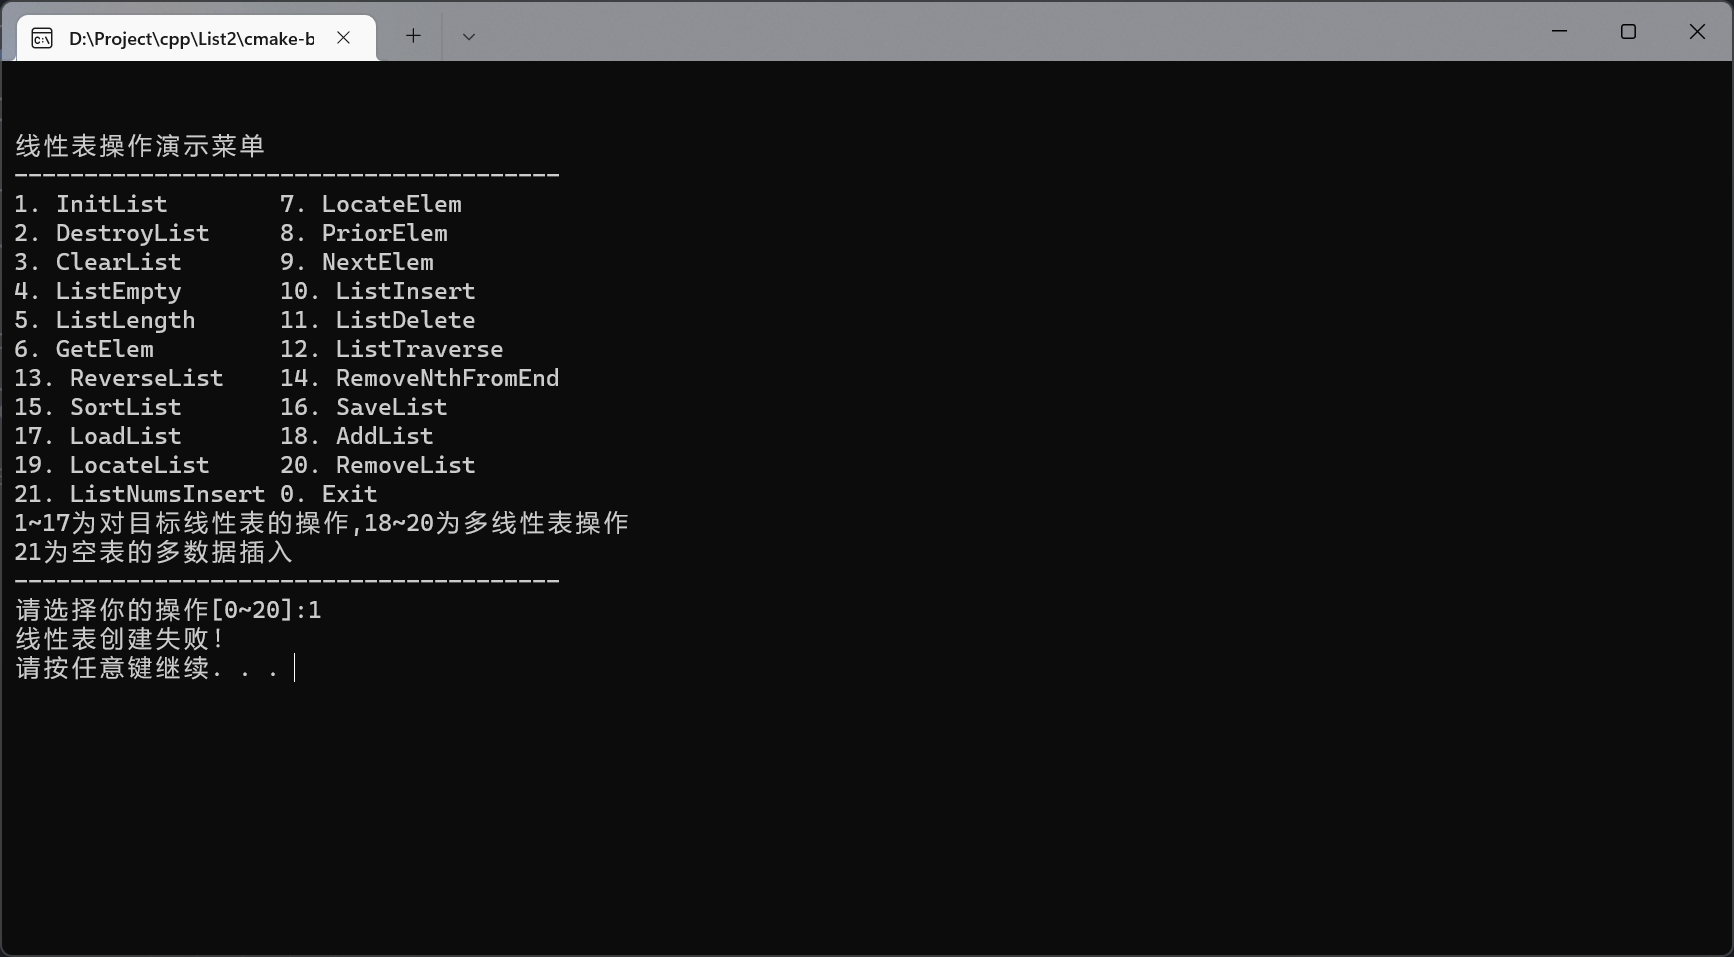 D:\Project\cpp\List2\cmake-b
线性表操作演示菜单
---------------------------------------
1. InitList        7. LocateElem
2. DestroyList     8. PriorElem
3. ClearList       9. NextElem
4. ListEmpty       10. ListInsert
5. ListLength      11. ListDelete
6. GetElem         12. ListTraverse
13. ReverseList    14. RemoveNthFromEnd
15. SortList       16. SaveList
17. LoadList       18. AddList
19. LocateList     20. RemoveList
21. ListNumsInsert 0. Exit
1~17为对目标线性表的操作,18~20为多线性表操作
21为空表的多数据插入
---------------------------------------
请选择你的操作[0~20]:1
线性表创建失败!
请按任意键继续. . .